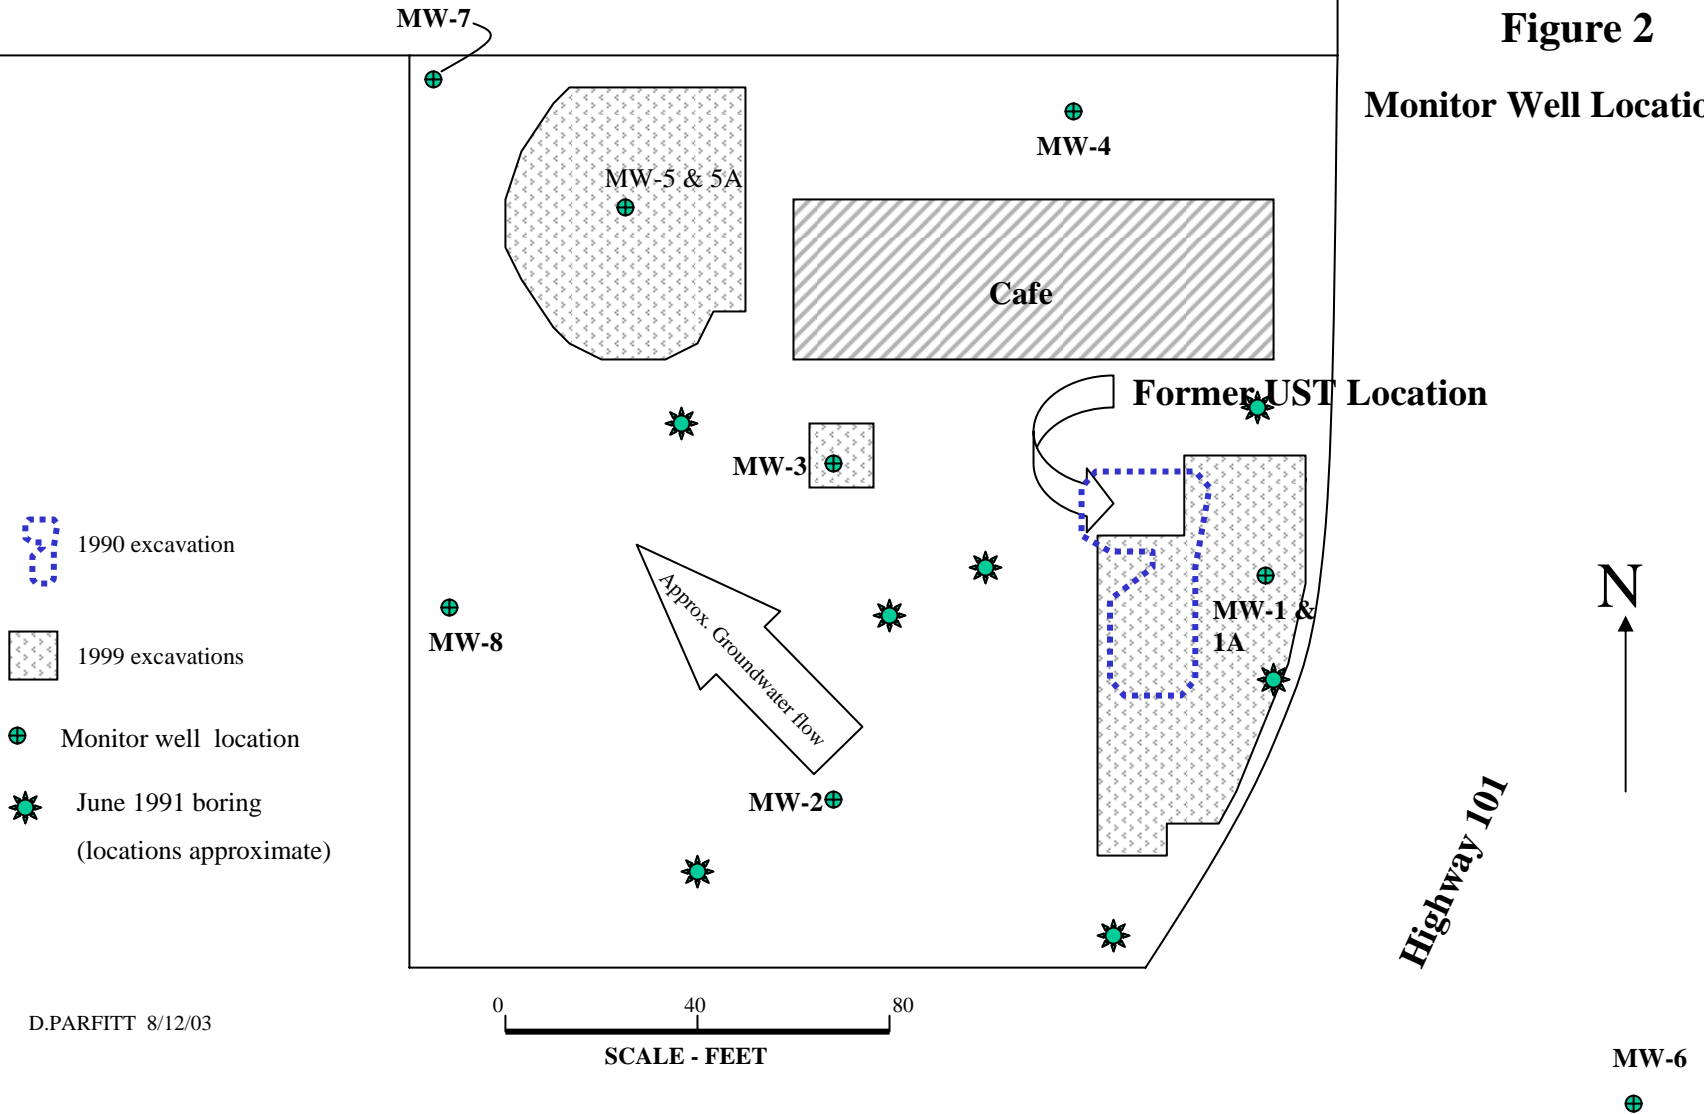 MW-7
Figure 2
Monitor Well Locatio
MW-4
MW-5 & 5A
Cafe
Former UST Location
MW-3
1990 excavation
Approx. Groundwater flow
N
MW-1 &
1A
MW-8
1999 excavations
Monitor well location
MW-2
June 1991 boring
(locations approximate)
Highway 101
0 40 80
D.PARFITT 8/12/03
SCALE - FEET
MW-6